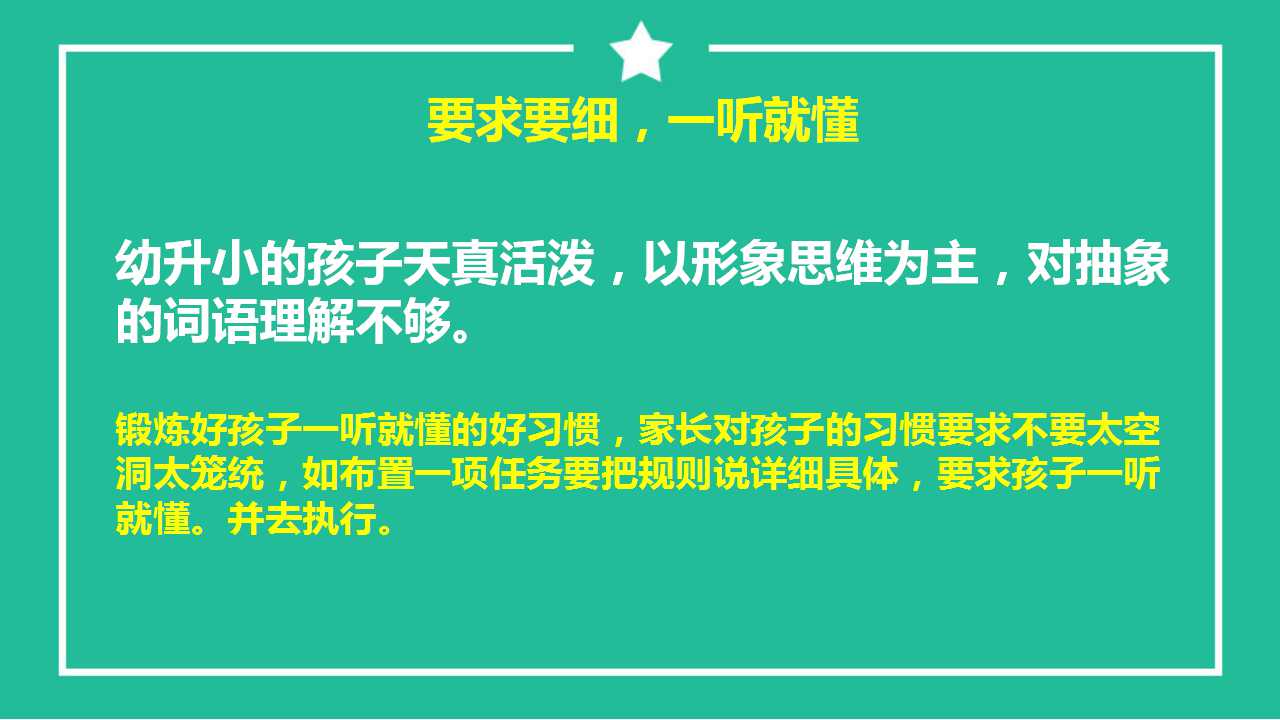 要求要细，一听就懂
幼升小的孩子天真活泼，以形象思维为主，对抽象
的词语理解不够。
锻炼好孩子一听就懂的好习惯，家长对孩子的习惯要求不要太空
洞太笼统，如布置一项任务要把规则说详细具体，要求孩子一听
就懂。并去执行。